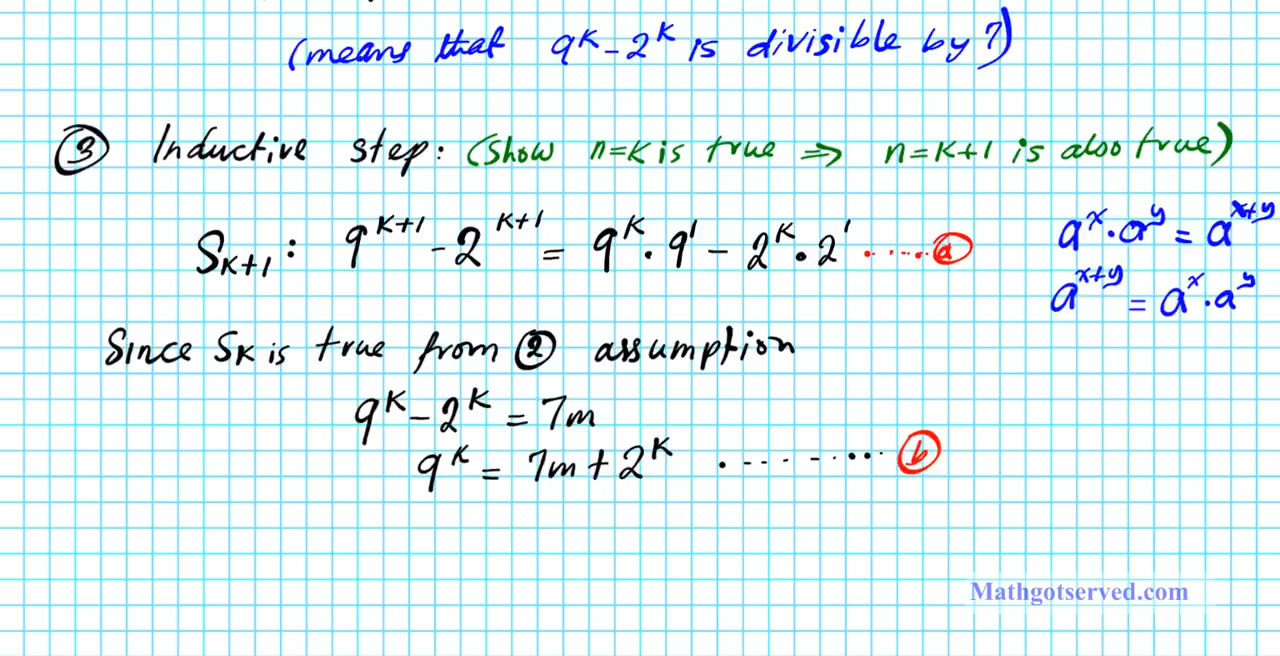 (means that 9^k - 2^k is divisible by 7)
③ Inductive step: (show n=k is true ⇒ n=k+1 is also true)
S_{k+1}: 9^{k+1} - 2^{k+1} = 9^k · 9^1 - 2^k · 2^1 ........ ⓐ
a^x · a^y = a^{x+y}
a^{x+y} = a^x · a^y
Since S_k is true from ② assumption
9^k - 2^k = 7m
9^k = 7m + 2^k ......... ⓑ
Mathgotserved.com